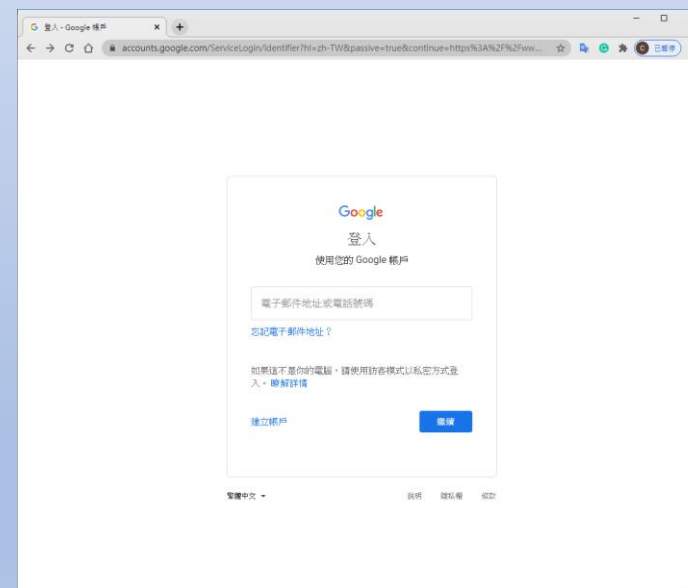 登入 - Google 帳戶
accounts.google.com/ServiceLogin/identifier?hl=zh-TW&passive=true&continue=https%3A%2F%2Fww...
C
已暫停
Google
登入
使用您的 Google 帳戶
電子郵件地址或電話號碼
忘記電子郵件地址？
如果這不是你的電腦，請使用訪客模式以私密方式登
入。瞭解詳情
建立帳戶
繼續
繁體中文
說明 隱私權 條款